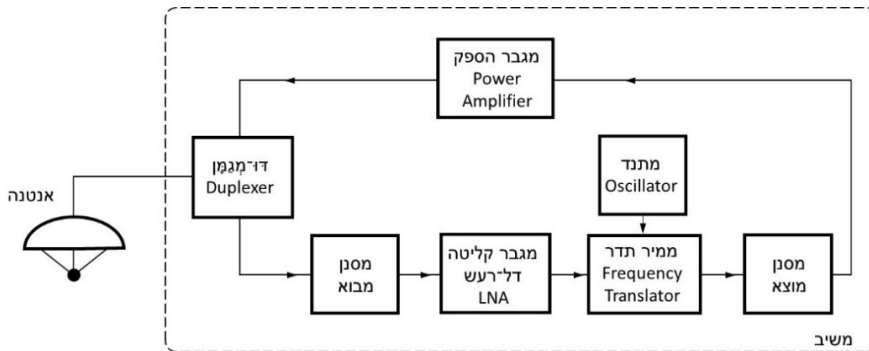 מגבר הספק
Power
Amplifier
דּוּ־מְגַמָּן
Duplexer
מתנד
Oscillator
אנטנה
מסנן
מבוא
מגבר קליטה
דל־רעש
LNA
ממיר תדר
Frequency
Translator
מסנן
מוצא
משיב